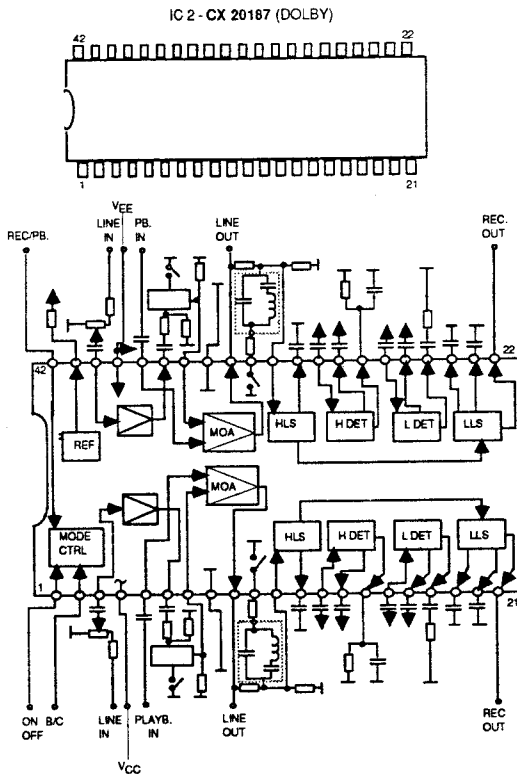 IC 2 - CX 20187 (DOLBY)
42 22
1 21
VEE
REC/PB. LINE IN PB. IN LINE OUT REC. OUT
42 22
REF MOA HLS H DET L DET LLS
MODE CTRL MOA HLS H DET L DET LLS
1 21
ON OFF B/C LINE IN PLAYB. IN LINE OUT REC OUT
VCC